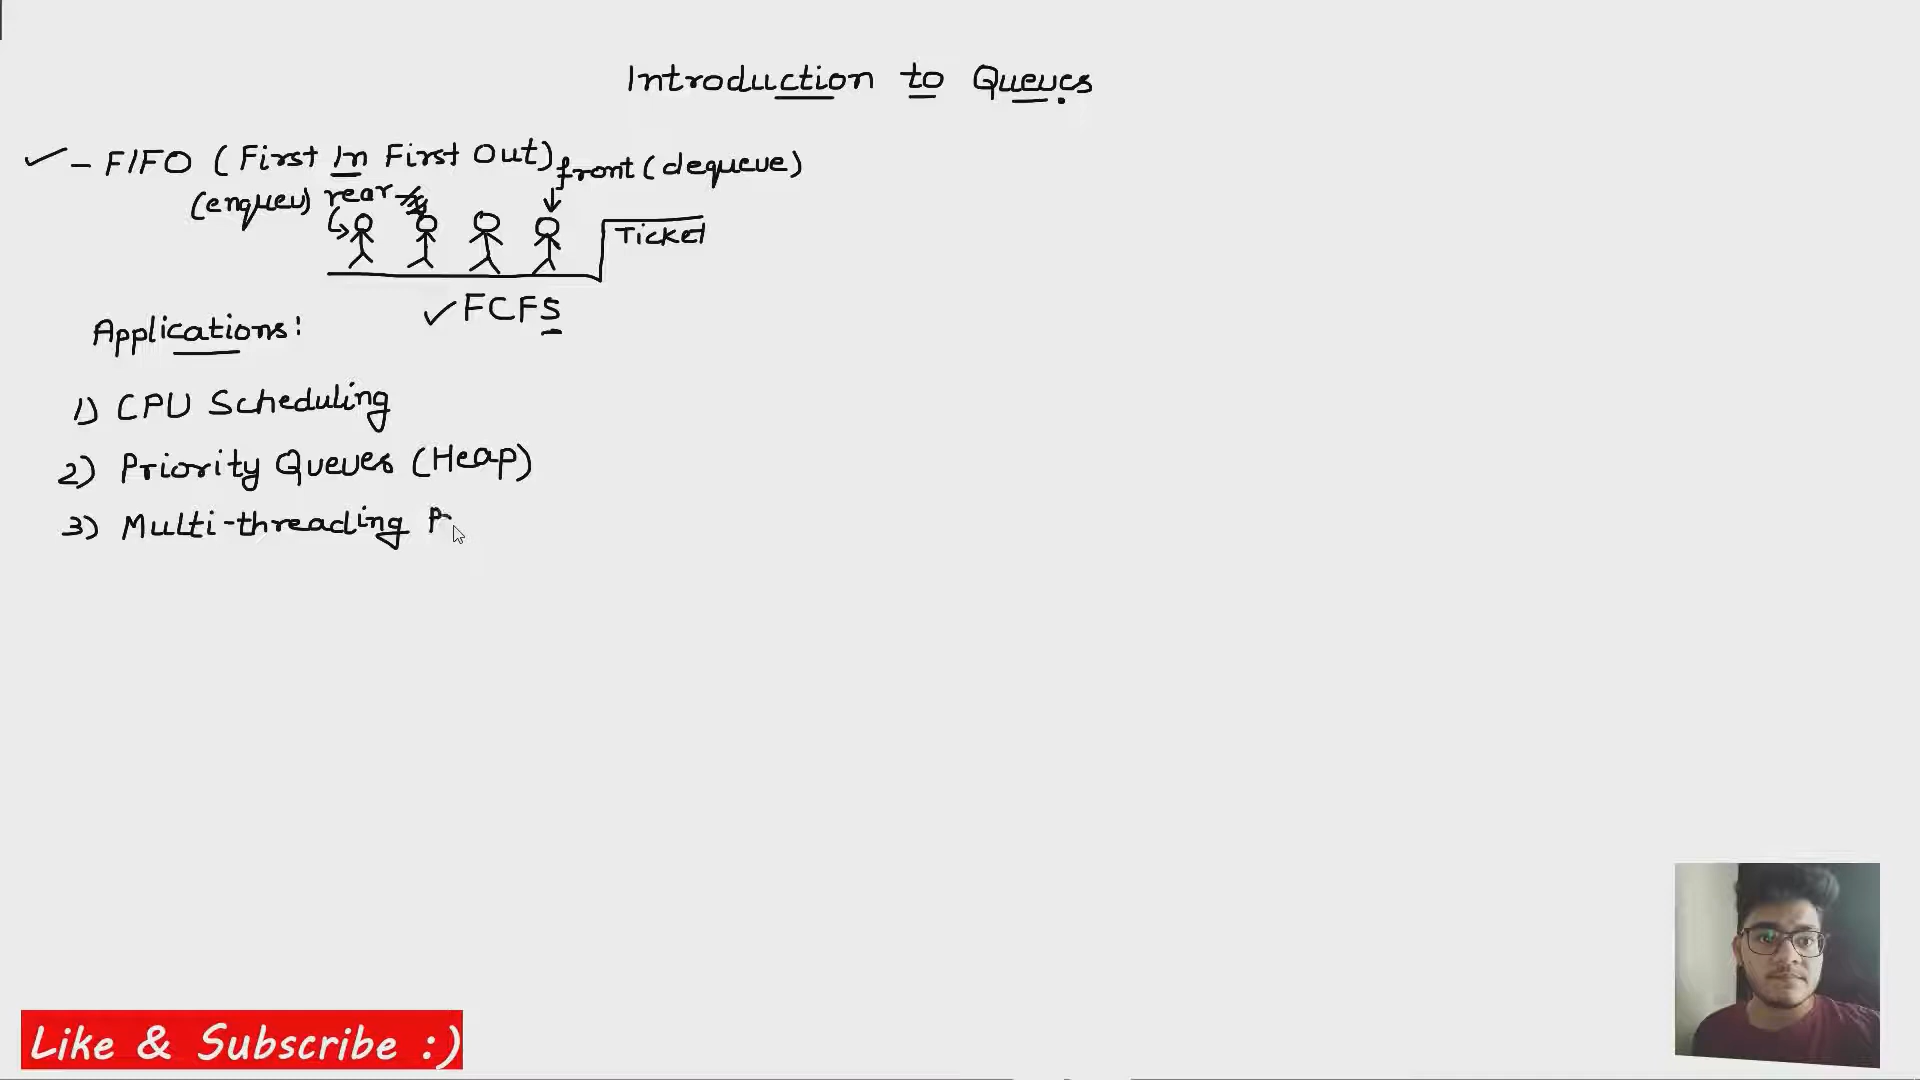 Introduction to Queues
- FIFO (First In First Out)
front (dequeue)
(enqueu) rear
Ticket
FCFS
Applications:
1) CPU Scheduling
2) Priority Queues (Heap)
3) Multi-threading
Like & Subscribe :)